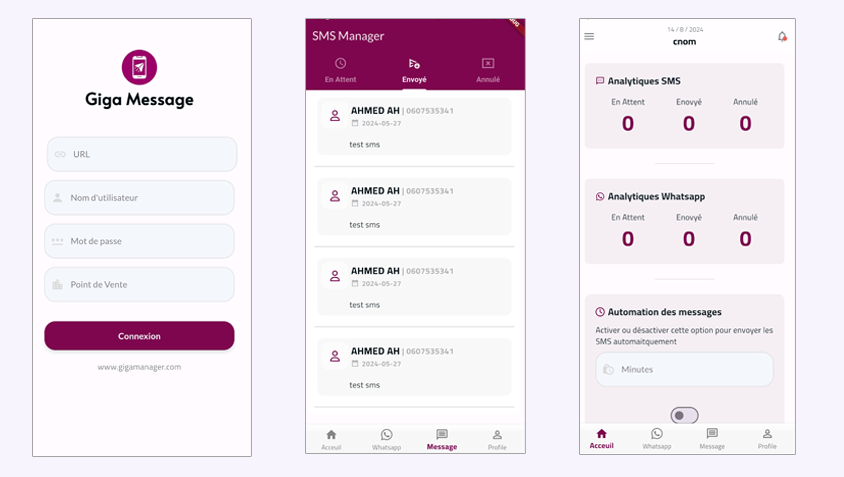 Giga Message
URL
Nom d'utilisateur
Mot de passe
Point de Vente
Connexion
www.gigamanager.com
SMS Manager
En Attent
Envoyé
Annulé
AHMED AH | 0607535341
2024-05-27
test sms
AHMED AH | 0607535341
2024-05-27
test sms
AHMED AH | 0607535341
2024-05-27
test sms
AHMED AH | 0607535341
2024-05-27
test sms
Acceuil Whatsapp Message Profile
14 / 8 / 2024
cnom
Analytiques SMS
En Attent Enovyé Annulé
0 0 0
Analytiques Whatsapp
En Attent Enovyé Annulé
0 0 0
Automation des messages
Activer ou désactiver cette option pour envoyer les
SMS automaitquement
Minutes
Acceuil Whatsapp Message Profile